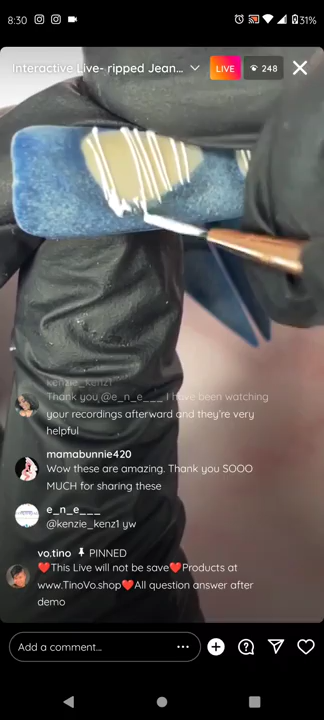 8:30
31%
Interactive Live- ripped Jean...
LIVE
248
kenzie_kenz1
Thank you @e_n_e___ I have been watching
your recordings afterward and they're very
helpful
mamabunnie420
Wow these are amazing. Thank you SOOO
MUCH for sharing these
e_n_e___
@kenzie_kenz1 yw
vo.tino PINNED
❤️This Live will not be save❤️Products at
www.TinoVo.shop❤️All question answer after
demo
Add a comment...